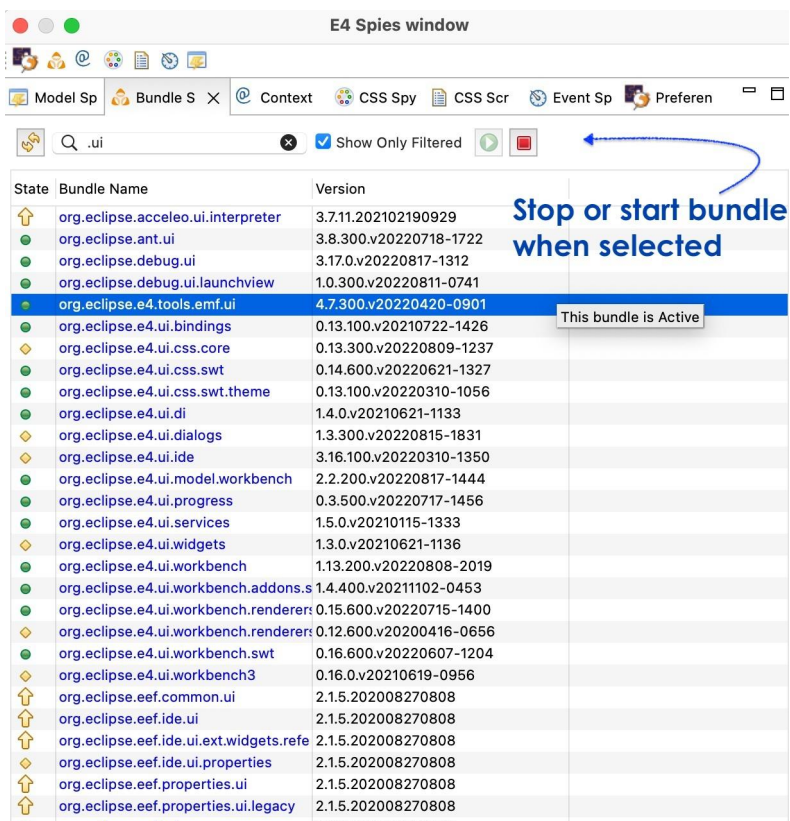 E4 Spies window
Model Sp Bundle S Context CSS Spy CSS Scr Event Sp Preferen
.ui Show Only Filtered
State Bundle Name Version
org.eclipse.acceleo.ui.interpreter 3.7.11.202102190929
org.eclipse.ant.ui 3.8.300.v20220718-1722
org.eclipse.debug.ui 3.17.0.v20220817-1312
org.eclipse.debug.ui.launchview 1.0.300.v20220811-0741
org.eclipse.e4.tools.emf.ui 4.7.300.v20220420-0901
org.eclipse.e4.ui.bindings 0.13.100.v20210722-1426
org.eclipse.e4.ui.css.core 0.13.300.v20220809-1237
org.eclipse.e4.ui.css.swt 0.14.600.v20220621-1327
org.eclipse.e4.ui.css.swt.theme 0.13.100.v20220310-1056
org.eclipse.e4.ui.di 1.4.0.v20210621-1133
org.eclipse.e4.ui.dialogs 1.3.300.v20220815-1831
org.eclipse.e4.ui.ide 3.16.100.v20220310-1350
org.eclipse.e4.ui.model.workbench 2.2.200.v20220817-1444
org.eclipse.e4.ui.progress 0.3.500.v20220717-1456
org.eclipse.e4.ui.services 1.5.0.v20210115-1333
org.eclipse.e4.ui.widgets 1.3.0.v20210621-1136
org.eclipse.e4.ui.workbench 1.13.200.v20220808-2019
org.eclipse.e4.ui.workbench.addons.s 1.4.400.v20211102-0453
org.eclipse.e4.ui.workbench.renderers 0.15.600.v20220715-1400
org.eclipse.e4.ui.workbench.renderers 0.12.600.v20200416-0656
org.eclipse.e4.ui.workbench.swt 0.16.600.v20220607-1204
org.eclipse.e4.ui.workbench3 0.16.0.v20210619-0956
org.eclipse.eef.common.ui 2.1.5.202008270808
org.eclipse.eef.ide.ui 2.1.5.202008270808
org.eclipse.eef.ide.ui.ext.widgets.refe 2.1.5.202008270808
org.eclipse.eef.ide.ui.properties 2.1.5.202008270808
org.eclipse.eef.properties.ui 2.1.5.202008270808
org.eclipse.eef.properties.ui.legacy 2.1.5.202008270808
Stop or start bundle
when selected
This bundle is Active